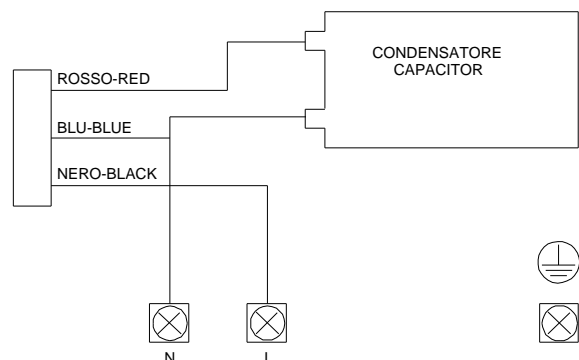 CONDENSATORE
CAPACITOR
ROSSO-RED
BLU-BLUE
NERO-BLACK
N